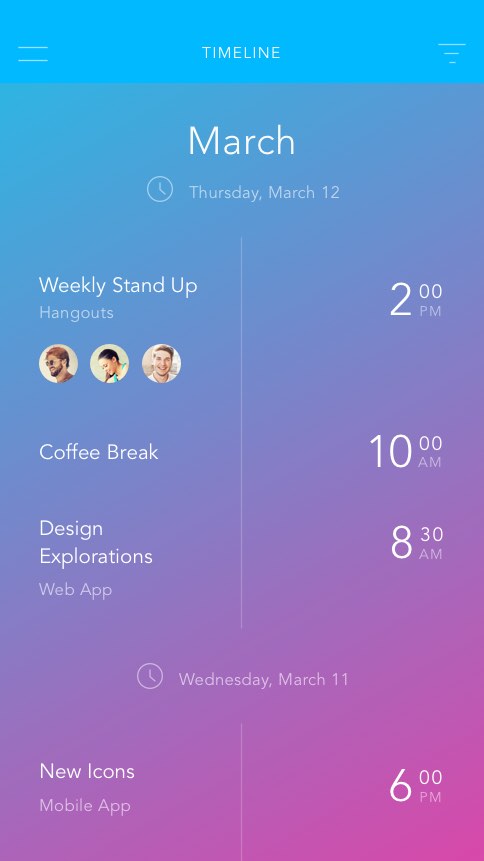 TIMELINE
March
Thursday, March 12
Weekly Stand Up
Hangouts
2 00 PM
Coffee Break
10 00 AM
Design
Explorations
Web App
8 30 AM
Wednesday, March 11
New Icons
Mobile App
6 00 PM